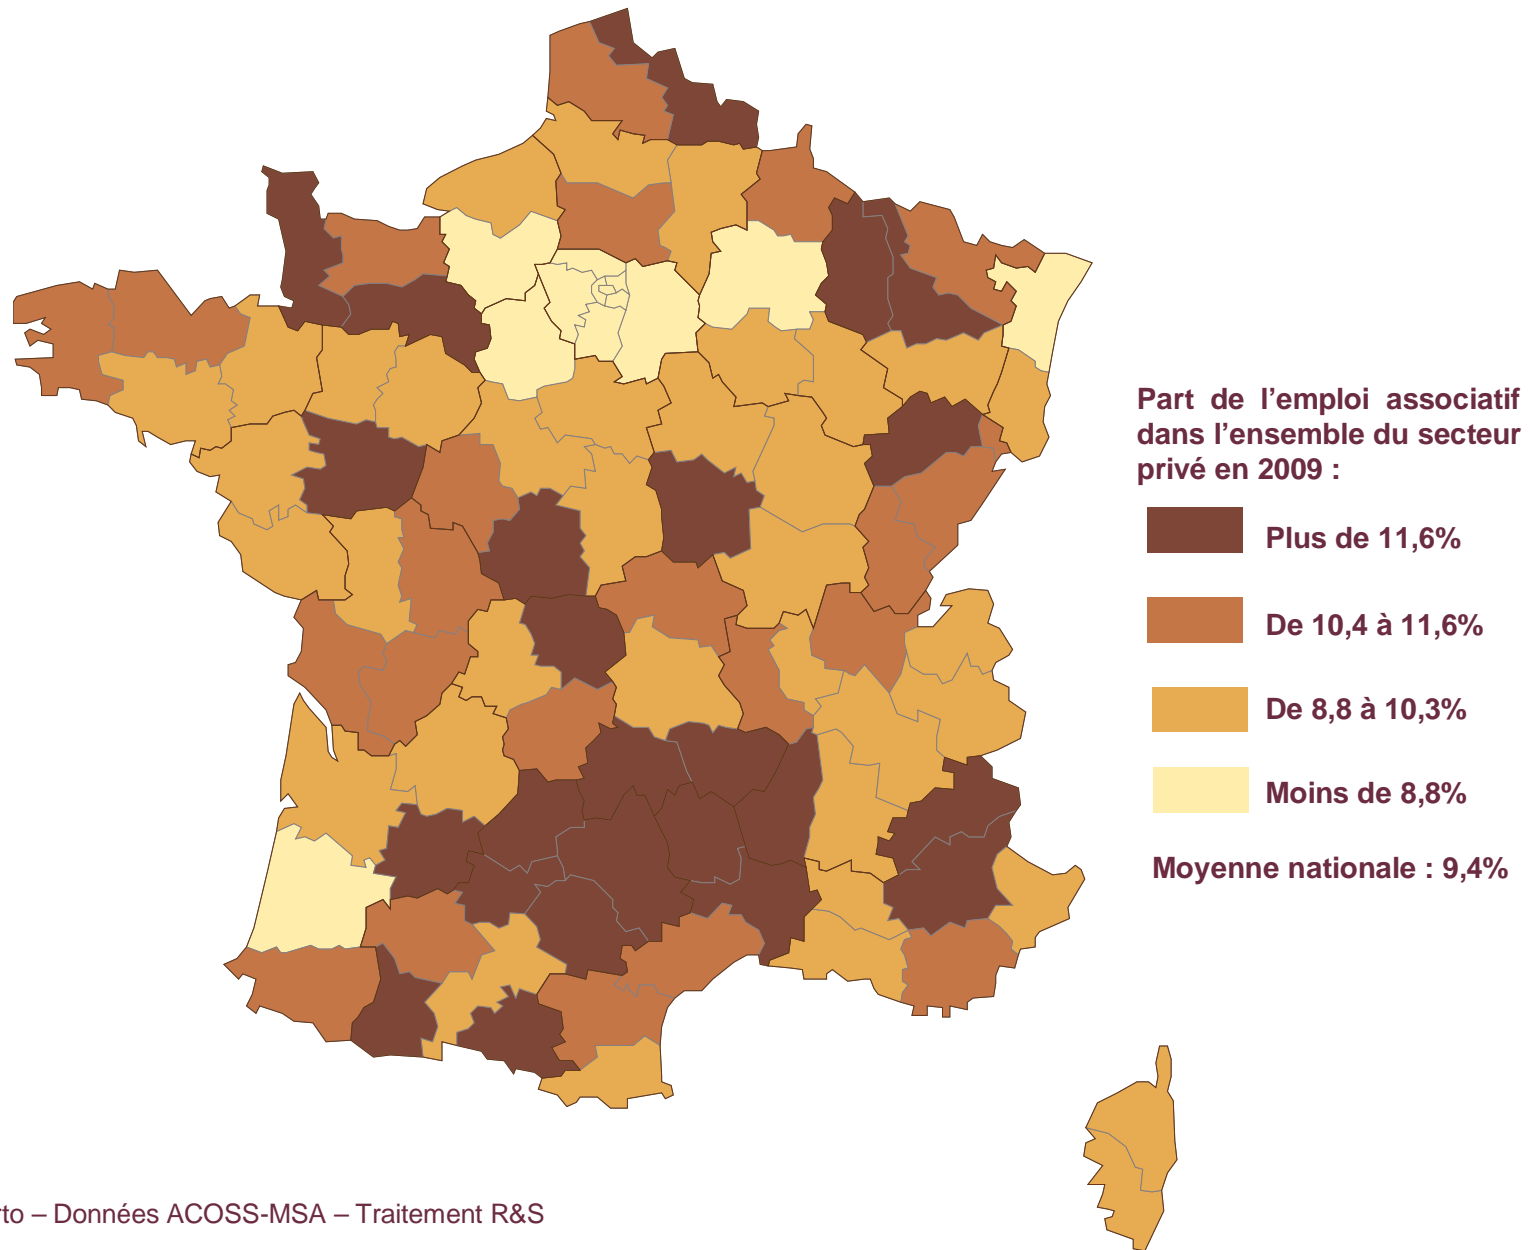 Part de l’emploi associatif
dans l’ensemble du secteur
privé en 2009 :
Plus de 11,6%
De 10,4 à 11,6%
De 8,8 à 10,3%
Moins de 8,8%
Moyenne nationale : 9,4%
– Données ACOSS-MSA – Traitement R&S